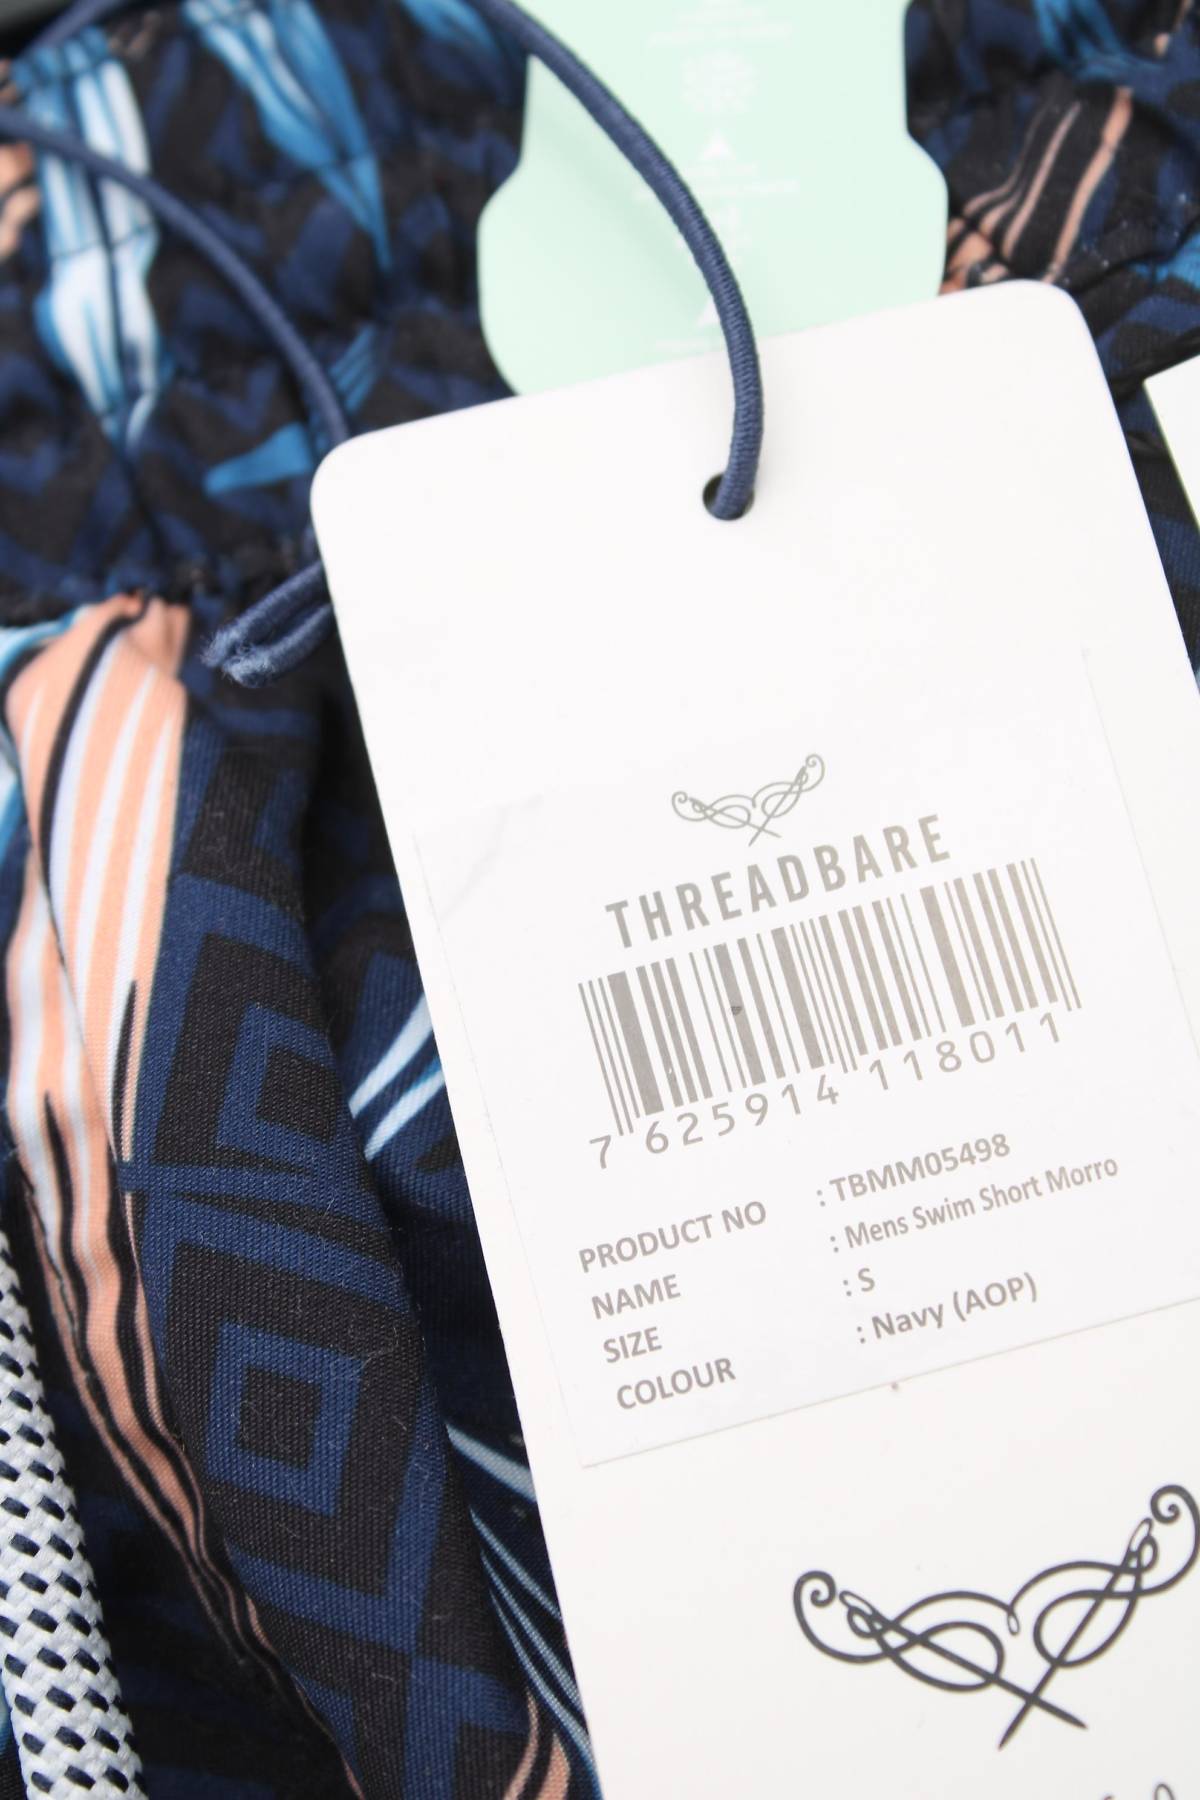 THREADBARE
7 625914 118011
PRODUCT NO : TBMM05498
NAME : Mens Swim Short Morro
SIZE : S
COLOUR : Navy (AOP)